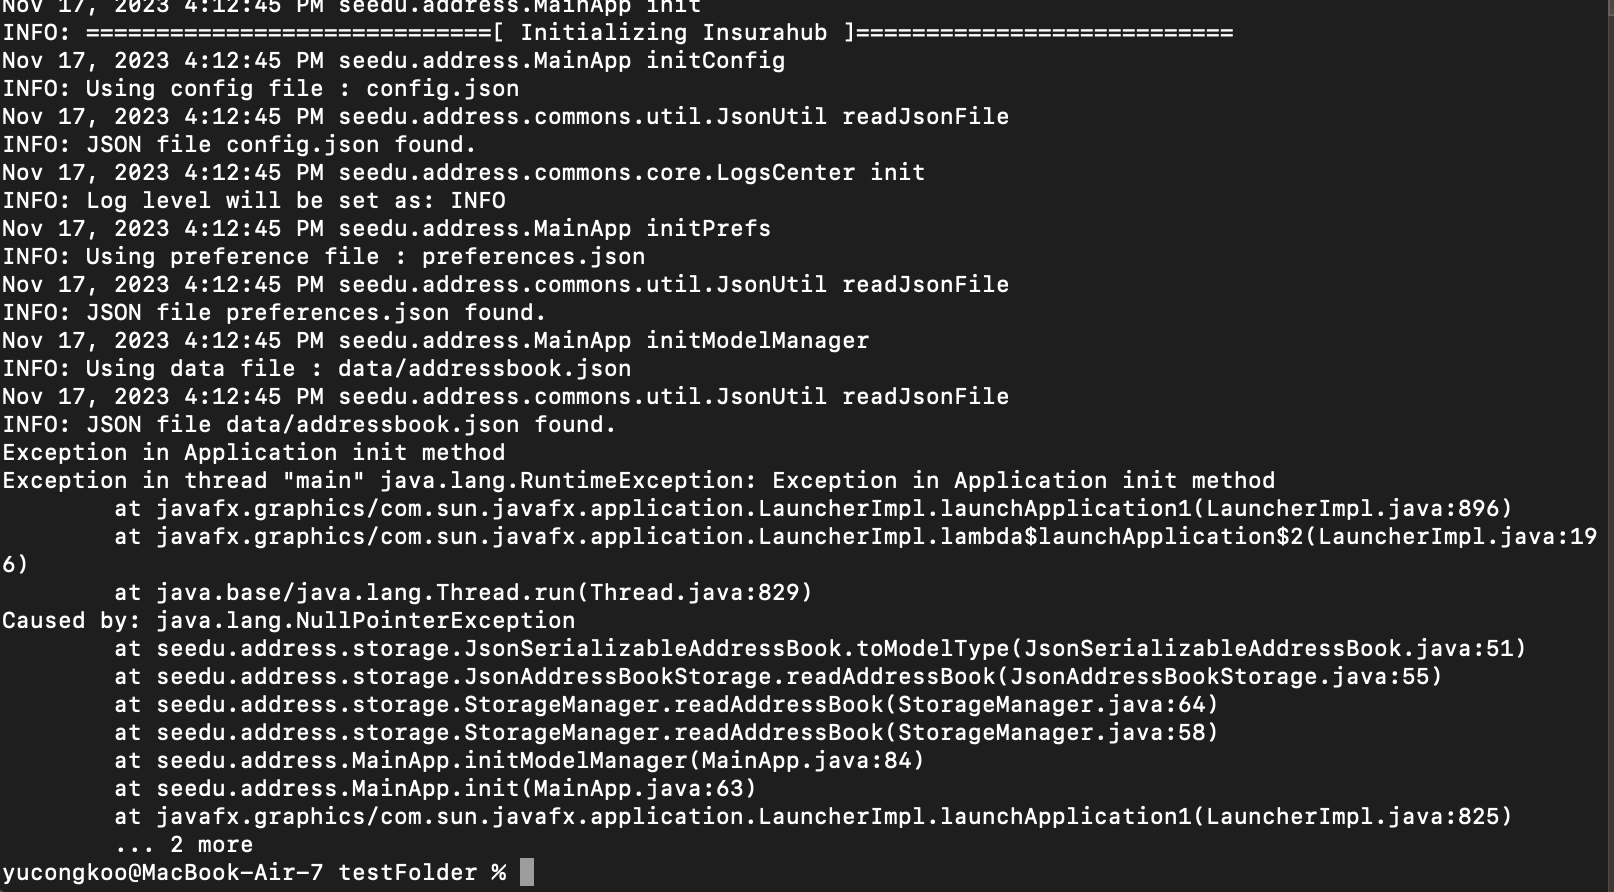 Nov 17, 2023 4:12:45 PM seedu.address.MainApp init
INFO: =============================[ Initializing Insurahub ]===========================
Nov 17, 2023 4:12:45 PM seedu.address.MainApp initConfig
INFO: Using config file : config.json
Nov 17, 2023 4:12:45 PM seedu.address.commons.util.JsonUtil readJsonFile
INFO: JSON file config.json found.
Nov 17, 2023 4:12:45 PM seedu.address.commons.core.LogsCenter init
INFO: Log level will be set as: INFO
Nov 17, 2023 4:12:45 PM seedu.address.MainApp initPrefs
INFO: Using preference file : preferences.json
Nov 17, 2023 4:12:45 PM seedu.address.commons.util.JsonUtil readJsonFile
INFO: JSON file preferences.json found.
Nov 17, 2023 4:12:45 PM seedu.address.MainApp initModelManager
INFO: Using data file : data/addressbook.json
Nov 17, 2023 4:12:45 PM seedu.address.commons.util.JsonUtil readJsonFile
INFO: JSON file data/addressbook.json found.
Exception in Application init method
Exception in thread "main" java.lang.RuntimeException: Exception in Application init method
        at javafx.graphics/com.sun.javafx.application.LauncherImpl.launchApplication1(LauncherImpl.java:896)
        at javafx.graphics/com.sun.javafx.application.LauncherImpl.lambda$launchApplication$2(LauncherImpl.java:19
6)
        at java.base/java.lang.Thread.run(Thread.java:829)
Caused by: java.lang.NullPointerException
        at seedu.address.storage.JsonSerializableAddressBook.toModelType(JsonSerializableAddressBook.java:51)
        at seedu.address.storage.JsonAddressBookStorage.readAddressBook(JsonAddressBookStorage.java:55)
        at seedu.address.storage.StorageManager.readAddressBook(StorageManager.java:64)
        at seedu.address.storage.StorageManager.readAddressBook(StorageManager.java:58)
        at seedu.address.MainApp.initModelManager(MainApp.java:84)
        at seedu.address.MainApp.init(MainApp.java:63)
        at javafx.graphics/com.sun.javafx.application.LauncherImpl.launchApplication1(LauncherImpl.java:825)
        ... 2 more
yucongkoo@MacBook-Air-7 testFolder %